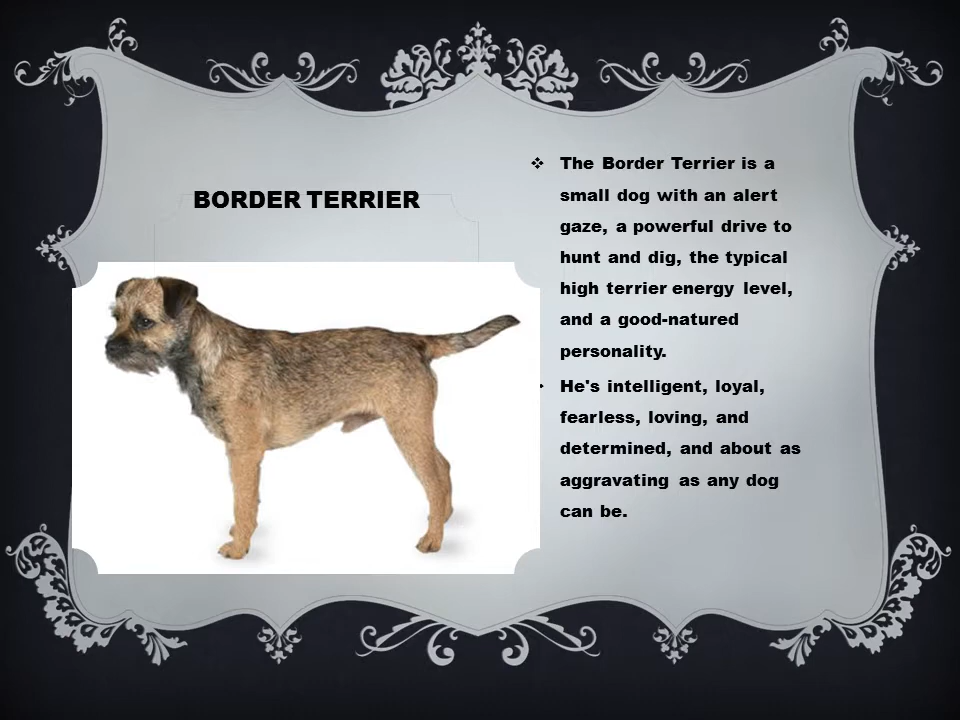 BORDER TERRIER
❖ The Border Terrier is a
small dog with an alert
gaze, a powerful drive to
hunt and dig, the typical
high terrier energy level,
and a good-natured
personality.
He's intelligent, loyal,
fearless, loving, and
determined, and about as
aggravating as any dog
can be.